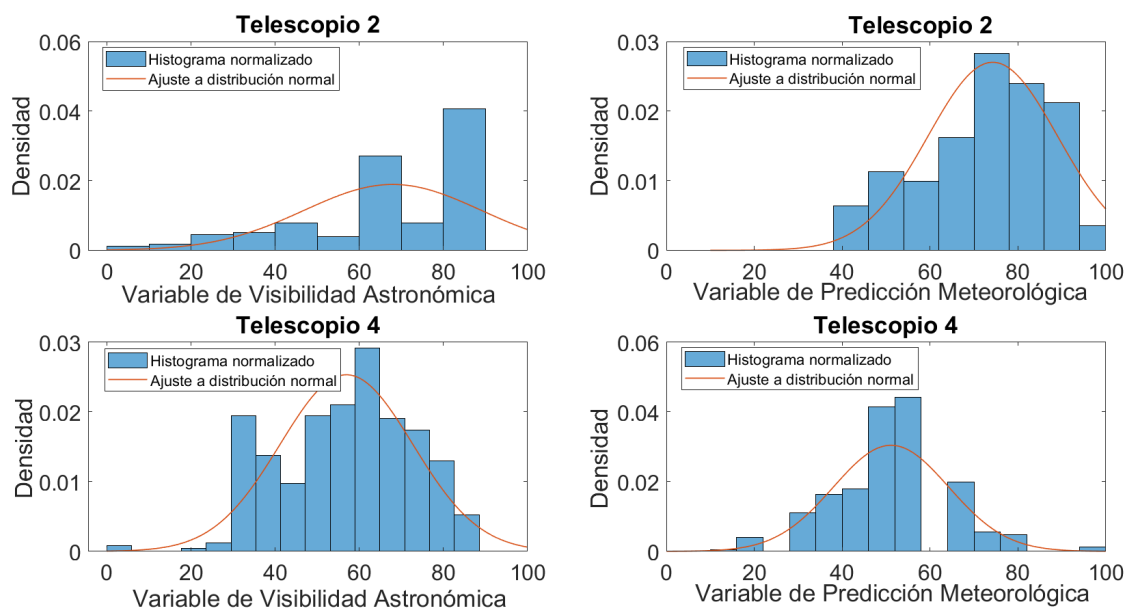 Telescopio 2
0.06
0.04
0.02
0
Densidad
Histograma normalizado
Ajuste a distribución normal
0 20 40 60 80 100
Variable de Visibilidad Astronómica
Telescopio 2
0.03
0.02
0.01
0
Densidad
Histograma normalizado
Ajuste a distribución normal
0 20 40 60 80 100
Variable de Predicción Meteorológica
Telescopio 4
0.03
0.02
0.01
0
Densidad
Histograma normalizado
Ajuste a distribución normal
0 20 40 60 80 100
Variable de Visibilidad Astronómica
Telescopio 4
0.06
0.04
0.02
0
Densidad
Histograma normalizado
Ajuste a distribución normal
0 20 40 60 80 100
Variable de Predicción Meteorológica